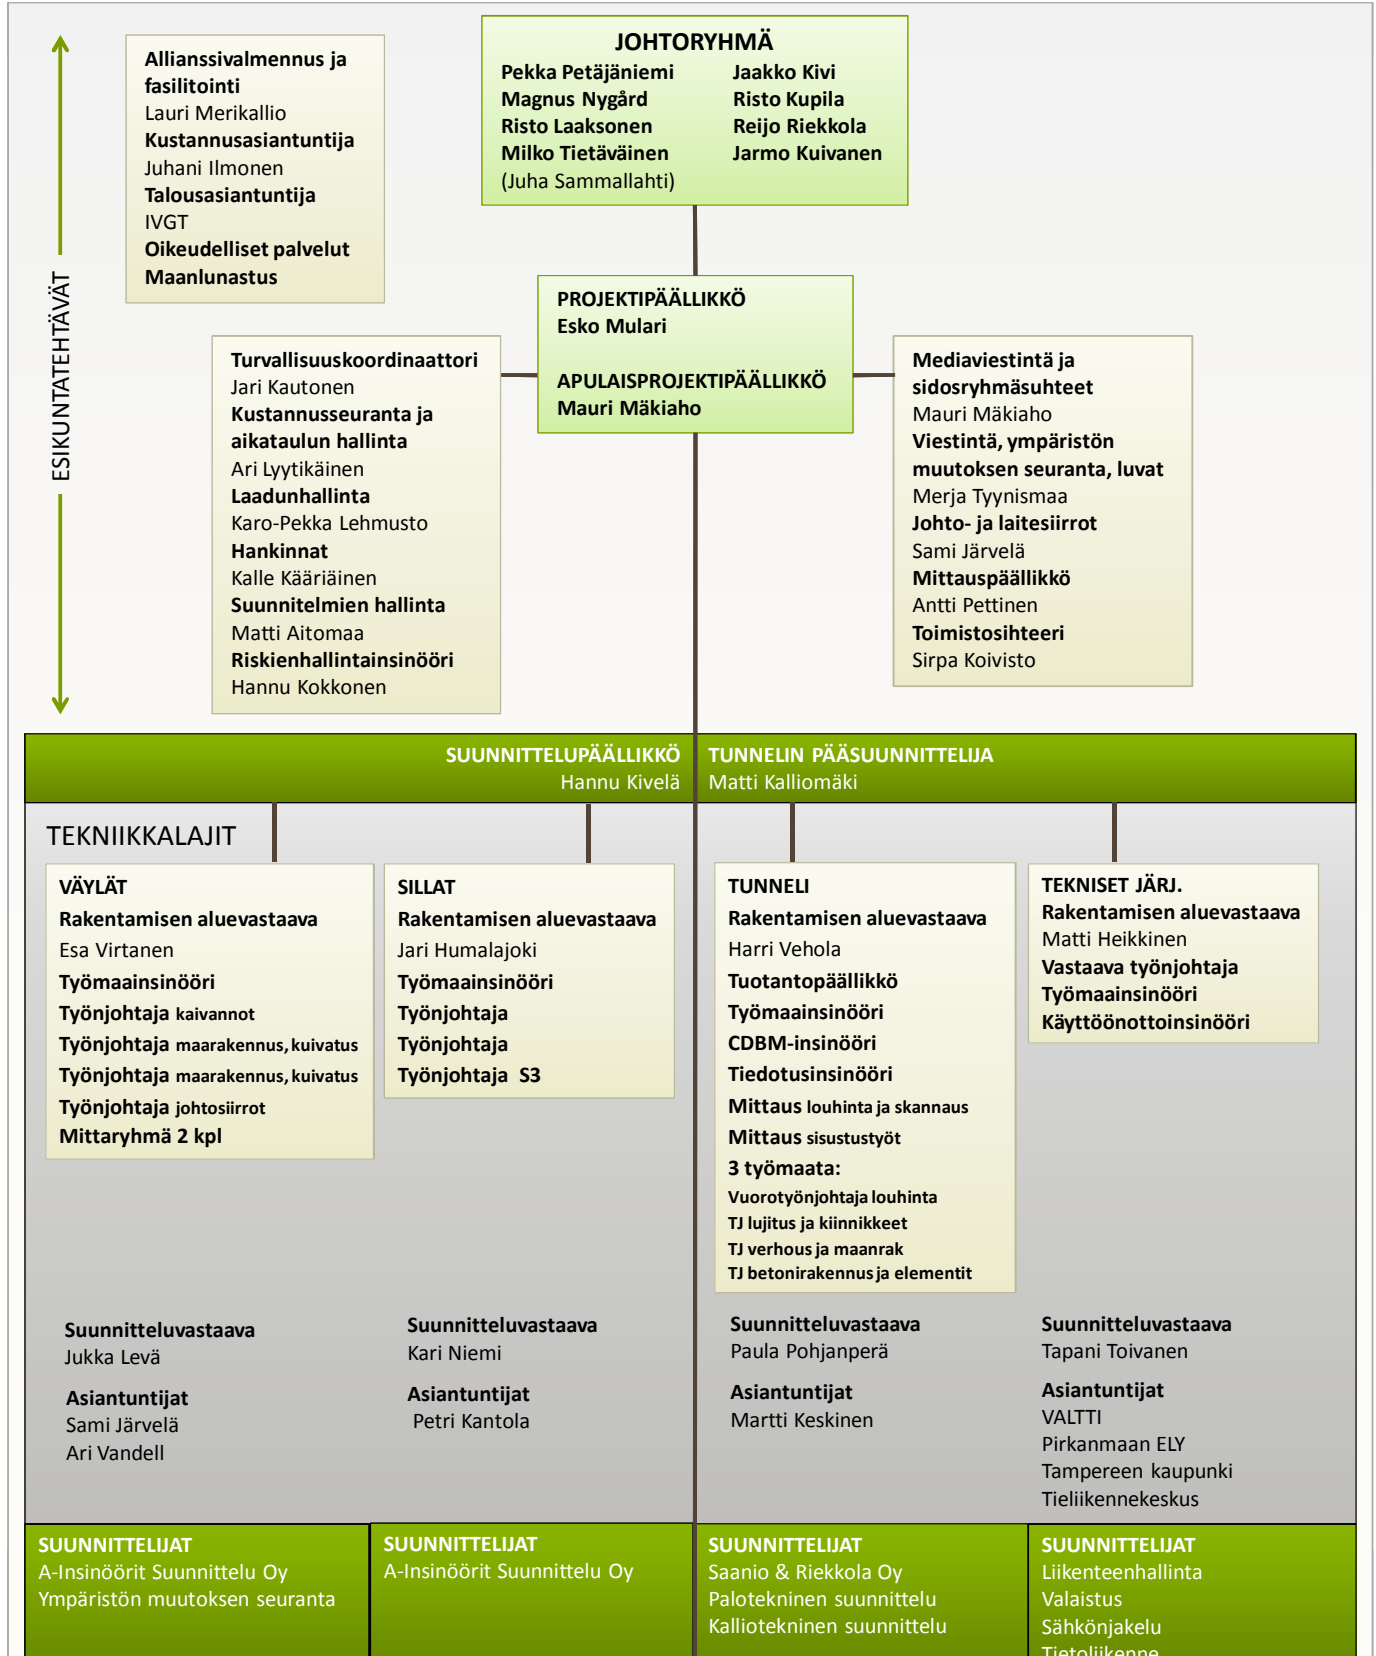 ESIKUNTATEHTÄVÄT
Allianssivalmennus ja
fasilitointi
Lauri Merikallio
Kustannusasiantuntija
Juhani Ilmonen
Talousasiantuntija
IVGT
Oikeudelliset palvelut
Maanlunastus
JOHTORYHMÄ
Pekka Petäjäniemi
Magnus Nygård
Risto Laaksonen
Milko Tietäväinen
(Juha Sammallahti)
Jaakko Kivi
Risto Kupila
Reijo Riekkola
Jarmo Kuivanen
PROJEKTIPÄÄLLIKKÖ
Esko Mulari
APULAISPROJEKTIPÄÄLLIKKÖ
Mauri Mäkiaho
Turvallisuuskoordinaattori
Jari Kautonen
Kustannusseuranta ja
aikataulun hallinta
Ari Lyytikäinen
Laadunhallinta
Karo-Pekka Lehmusto
Hankinnat
Kalle Kääriäinen
Suunnitelmien hallinta
Matti Aitomaa
Riskienhallintainsinööri
Hannu Kokkonen
Mediaviestintä ja
sidosryhmäsuhteet
Mauri Mäkiaho
Viestintä, ympäristön
muutoksen seuranta, luvat
Merja Tyynismaa
Johto- ja laitesiirrot
Sami Järvelä
Mittauspäällikkö
Antti Pettinen
Toimistosihteeri
Sirpa Koivisto
SUUNNITTELUPÄÄLLIKKÖ
Hannu Kivelä
TUNNELIN PÄÄSUUNNITTELIJA
Matti Kalliomäki
TEKNIIKKALAJIT
VÄYLÄT
Rakentamisen aluevastaava
Esa Virtanen
Työmaainsinööri
Työnjohtaja kaivannot
Työnjohtaja maarakennus, kuivatus
Työnjohtaja maarakennus, kuivatus
Työnjohtaja johtosiirrot
Mittaryhmä 2 kpl
SILLAT
Rakentamisen aluevastaava
Jari Humalajoki
Työmaainsinööri
Työnjohtaja
Työnjohtaja
Työnjohtaja S3
TUNNELI
Rakentamisen aluevastaava
Harri Vehola
Tuotantopäällikkö
Työmaainsinööri
CDBM-insinööri
Tiedotusinsinööri
Mittaus louhinta ja skannaus
Mittaus sisustustyöt
3 työmaata:
Vuorotyönjohtaja louhinta
TJ lujitus ja kiinnikkeet
TJ verhous ja maanrak
TJ betonirakennus ja elementit
TEKNISET JÄRJ.
Rakentamisen aluevastaava
Matti Heikkinen
Vastaava työnjohtaja
Työmaainsinööri
Käyttöönottoinsinööri
Suunnitteluvastaava
Jukka Levä
Asiantuntijat
Sami Järvelä
Ari Vandell
Suunnitteluvastaava
Kari Niemi
Asiantuntijat
Petri Kantola
Suunnitteluvastaava
Paula Pohjanperä
Asiantuntijat
Martti Keskinen
Suunnitteluvastaava
Tapani Toivanen
Asiantuntijat
VALTTI
Pirkanmaan ELY
Tampereen kaupunki
Tieliikennekeskus
SUUNNITTELIJAT
A-Insinöörit Suunnittelu Oy
Ympäristön muutoksen seuranta
SUUNNITTELIJAT
A-Insinöörit Suunnittelu Oy
SUUNNITTELIJAT
Saanio & Riekkola Oy
Palotekninen suunnittelu
Kalliotekninen suunnittelu
SUUNNITTELIJAT
Liikenteenhallinta
Valaistus
Sähkönjakelu
Tietoliikenne